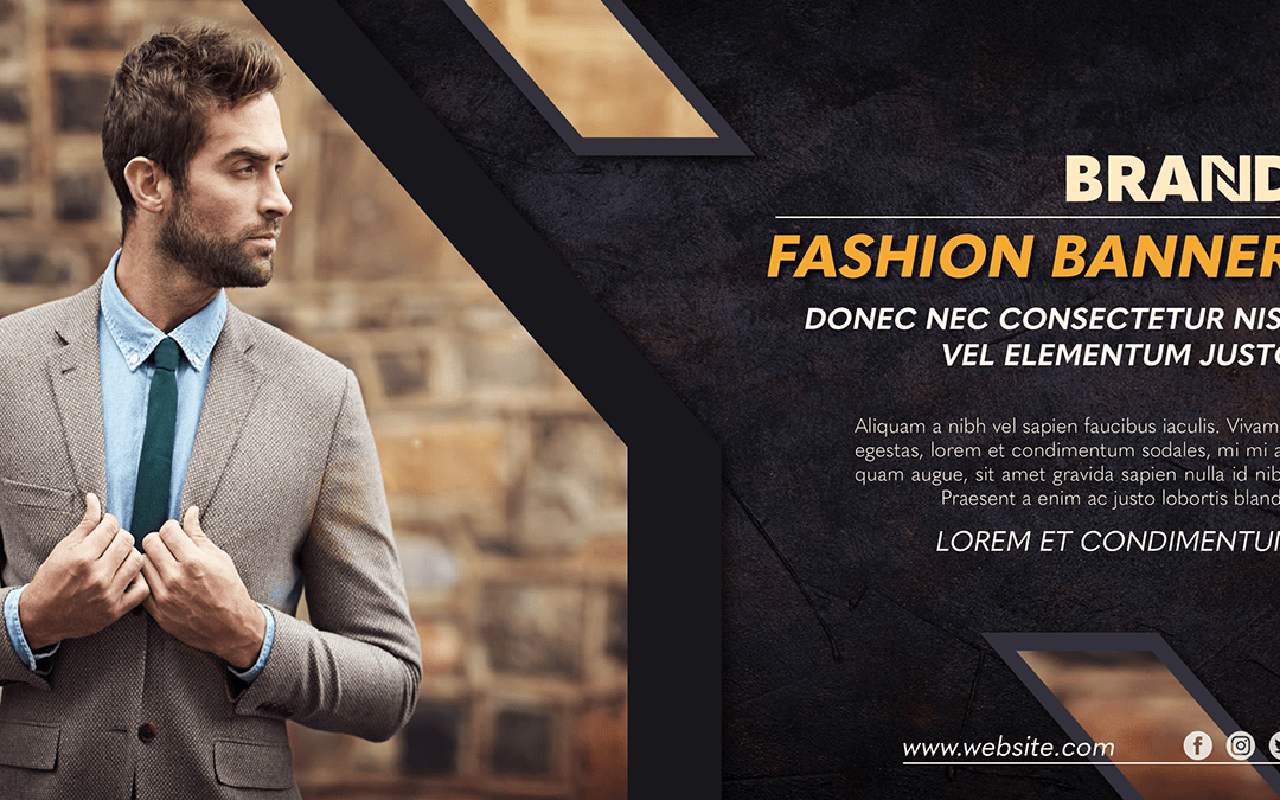 BRAND
FASHION BANNER
DONEC NEC CONSECTETUR NIS
VEL ELEMENTUM JUSTO
Aliquam a nibh vel sapien faucibus iaculis. Vivam
egestas, lorem et condimentum sodales, mi mi a
quam augue, sit amet gravida sapien nulla id nib
Praesent a enim ac justo lobortis bland
LOREM ET CONDIMENTUM
www.website.com